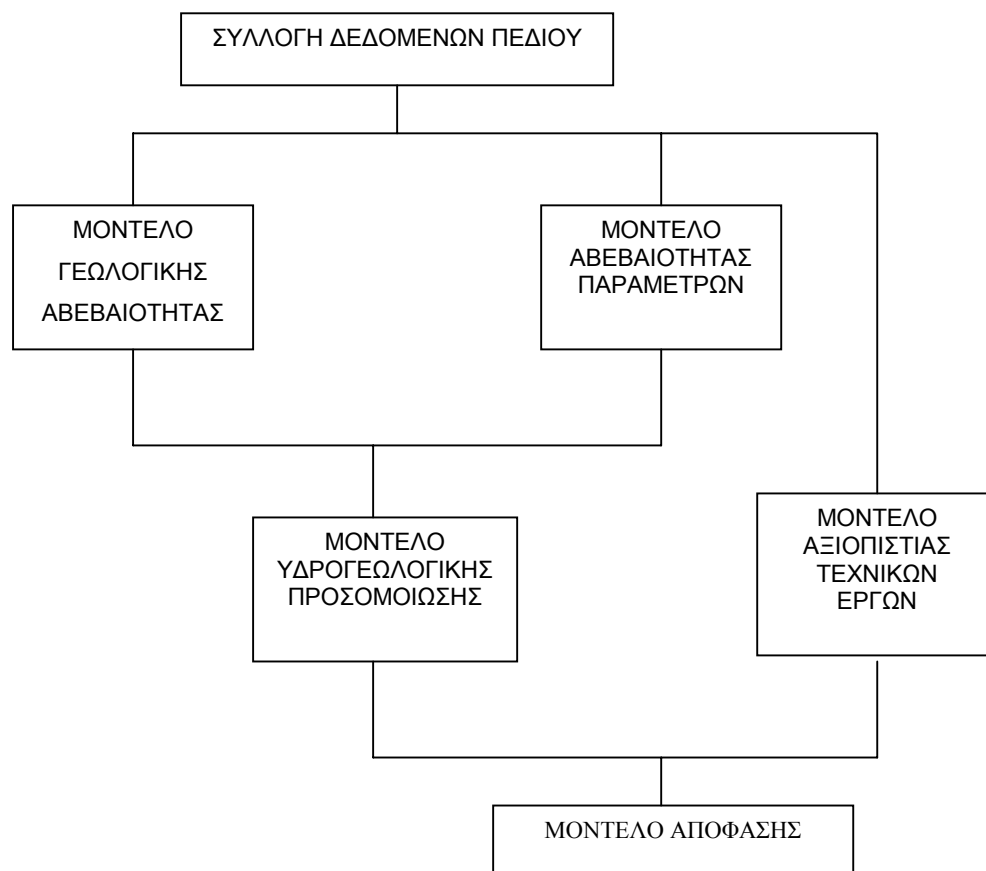 ΣΥΛΛΟΓΗ ΔΕΔΟΜΕΝΩΝ ΠΕΔΙΟΥ
ΜΟΝΤΕΛΟ
ΓΕΩΛΟΓΙΚΗΣ
ΑΒΕΒΑΙΟΤΗΤΑΣ
ΜΟΝΤΕΛΟ
ΑΒΕΒΑΙΟΤΗΤΑΣ
ΠΑΡΑΜΕΤΡΩΝ
ΜΟΝΤΕΛΟ
ΥΔΡΟΓΕΩΛΟΓΙΚΗΣ
ΠΡΟΣΟΜΟΙΩΣΗΣ
ΜΟΝΤΕΛΟ
ΑΞΙΟΠΙΣΤΙΑΣ
ΤΕΧΝΙΚΩΝ
ΕΡΓΩΝ
ΜΟΝΤΕΛΟ ΑΠΟΦΑΣΗΣ